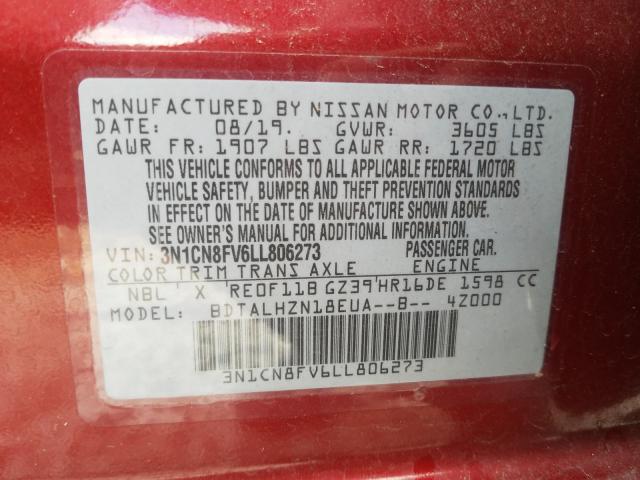 MANUFACTURED BY NISSAN MOTOR CO., LTD.
DATE: 08/19. GVWR: 3605 LBS
GAWR FR: 1907 LBS GAWR RR: 1720 LBS
THIS VEHICLE CONFORMS TO ALL APPLICABLE FEDERAL MOTOR
VEHICLE SAFETY, BUMPER AND THEFT PREVENTION STANDARDS
IN EFFECT ON THE DATE OF MANUFACTURE SHOWN ABOVE.
SEE OWNER'S MANUAL FOR ADDITIONAL INFORMATION.
VIN: 3N1CN8FV6LL806273 PASSENGER CAR.
COLOR TRIM TRANS AXLE ENGINE
NBL ' X 'RE0F11B GZ39'HR16DE 1598 CC
MODEL: BDTALHZN18EUA--B-- 4Z000
3N1CN8FV6LL806273